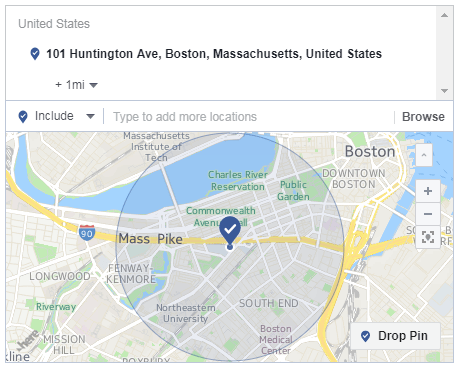 United States
101 Huntington Ave, Boston, Massachusetts, United States
+ 1mi
Include
Type to add more locations
Browse
Massachusetts
Institute of
Tech
Boston
Charles River
Reservation
DOWNTOWN
BOSTON
Public
Garden
Commonwealth
Avenue Mall
90
Mass Pike
LONGWOOD
FENWAY-
KENMORE
Riverway
Northeastern
University
SOUTH END
MISSION
HILL
Boston
Medical
Center
ROXBURY
here
kline
Drop Pin